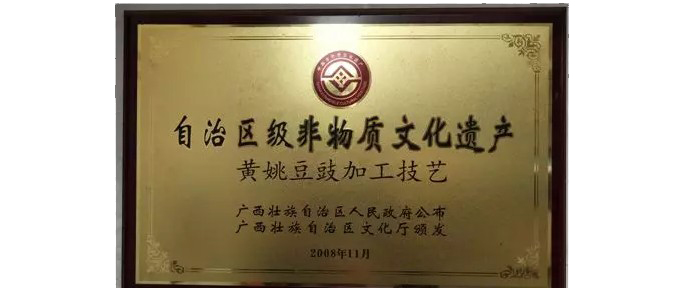 自治区级非物质文化遗产
黄姚豆豉加工技艺
广西壮族自治区人民政府公布
广西壮族自治区文化厅颁发
2008年11月